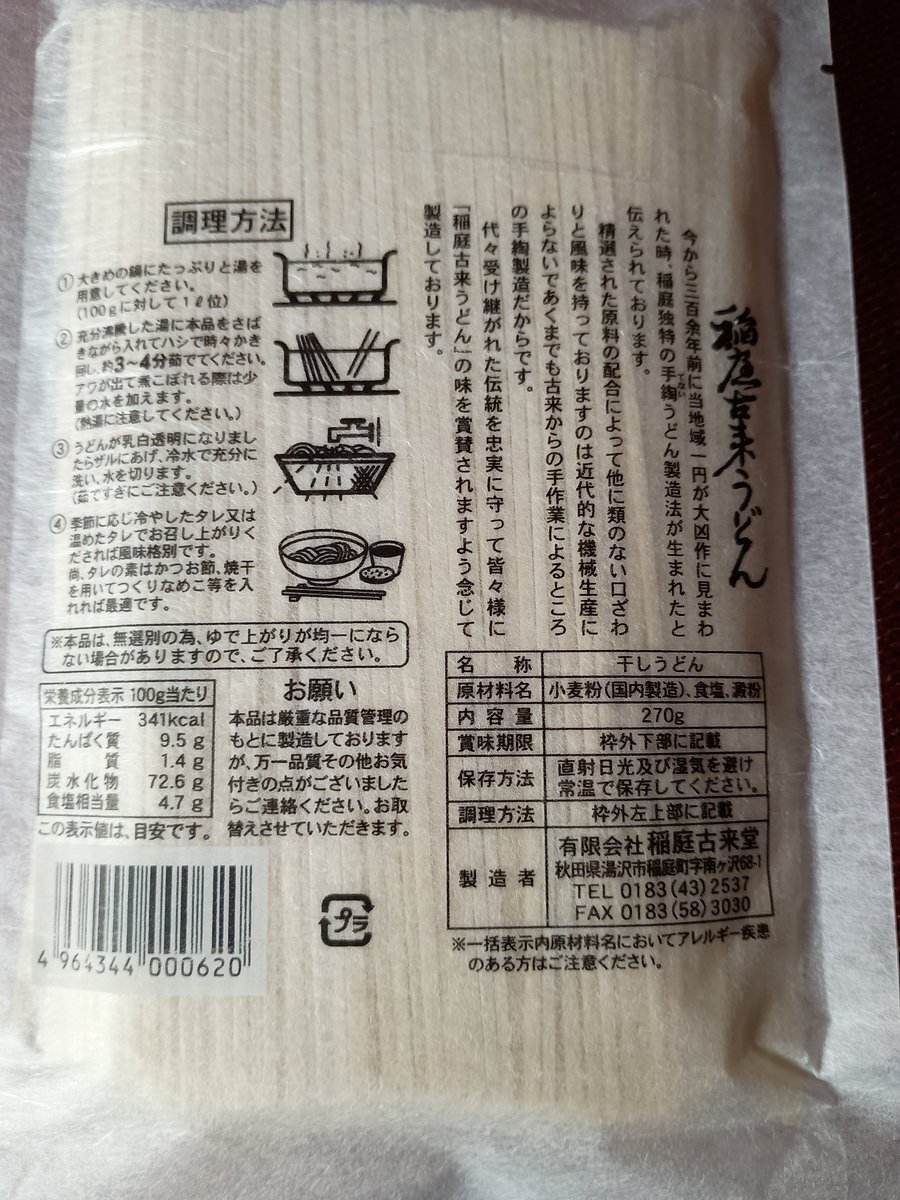 稲庭古来うどん
今から三百余年前に当地域一円が大凶作に見まわ
れた時、稲庭独特の手綯うどん製造法が生まれたと
てない
伝えられております。
精選された原料の配合によって他に類のない口ざわ
りと風味を持っておりますのは近代的な機械生産に
よらないであくまでも古来からの手作業によるところ
の手綯製造だからです。
代々受け継がれた伝統を忠実に守って皆々様に
「稲庭古来うどん」の味を賞賛されますよう念じて
製造しております。
調理方法
①大きめの鍋にたっぷりと湯を
用意してください。
(100gに対して1ℓ位)
②充分沸騰した湯に本品をさば
きながら入れてハシで時々かき
回し、約3〜4分茹でてください。
アワが出て煮こぼれる際は少
量の水を加えます。
(熱湯に注意してください。)
③うどんが乳白透明になりまし
たらザルにあげ、冷水で充分に
洗い、水を切ります。
(茹ですぎにご注意ください。)
④季節に応じ冷やしたタレ又は
温めたタレでお召し上がりく
だされば風味格別です。
尚、タレの素はかつお節、焼干
を用いてつくりなめこ等を入
れれば最適です。
※本品は、無選別の為、ゆで上がりが均一になら
ない場合がありますので、ご了承ください。
栄養成分表示 100g当たり
エネルギー 341kcal
たんぱく質 9.5g
脂質 1.4g
炭水化物 72.6g
食塩相当量 4.7g
この表示値は、目安です。
お願い
本品は厳重な品質管理の
もとに製造しております
が、万一品質その他お気
付きの点がございました
らご連絡ください。お取
替えさせていただきます。
4 964344 000620
プラ
名称 干しうどん
原材料名 小麦粉(国内製造)、食塩、澱粉
内容量 270g
賞味期限 枠外下部に記載
保存方法 直射日光及び湿気を避け
常温で保存してください。
調理方法 枠外左上部に記載
製造者 有限会社稲庭古来堂
秋田県湯沢市稲庭町字南ヶ沢68-1
TEL 0183(43)2537
FAX 0183(58)3030
※一括表示内原材料名においてアレルギー疾患
のある方はご注意ください。